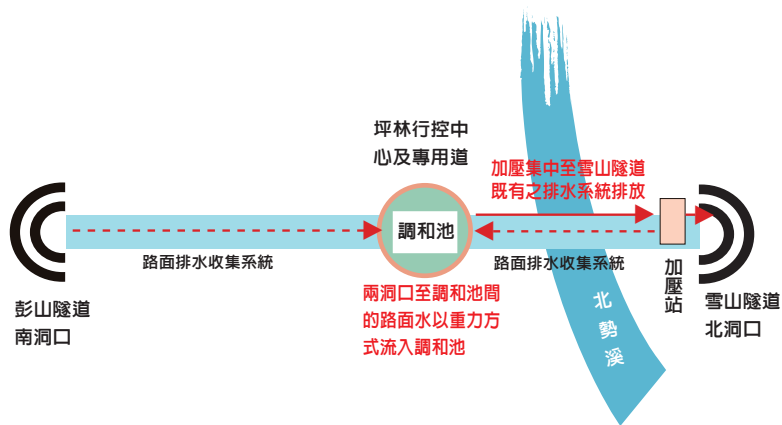 坪林行控中
心及專用道
加壓集中至雪山隧道
既有之排水系統排放
調和池
路面排水收集系統
路面排水收集系統
加壓站
彭山隧道
南洞口
兩洞口至調和池間
的路面水以重力方
式流入調和池
北勢溪
雪山隧道
北洞口